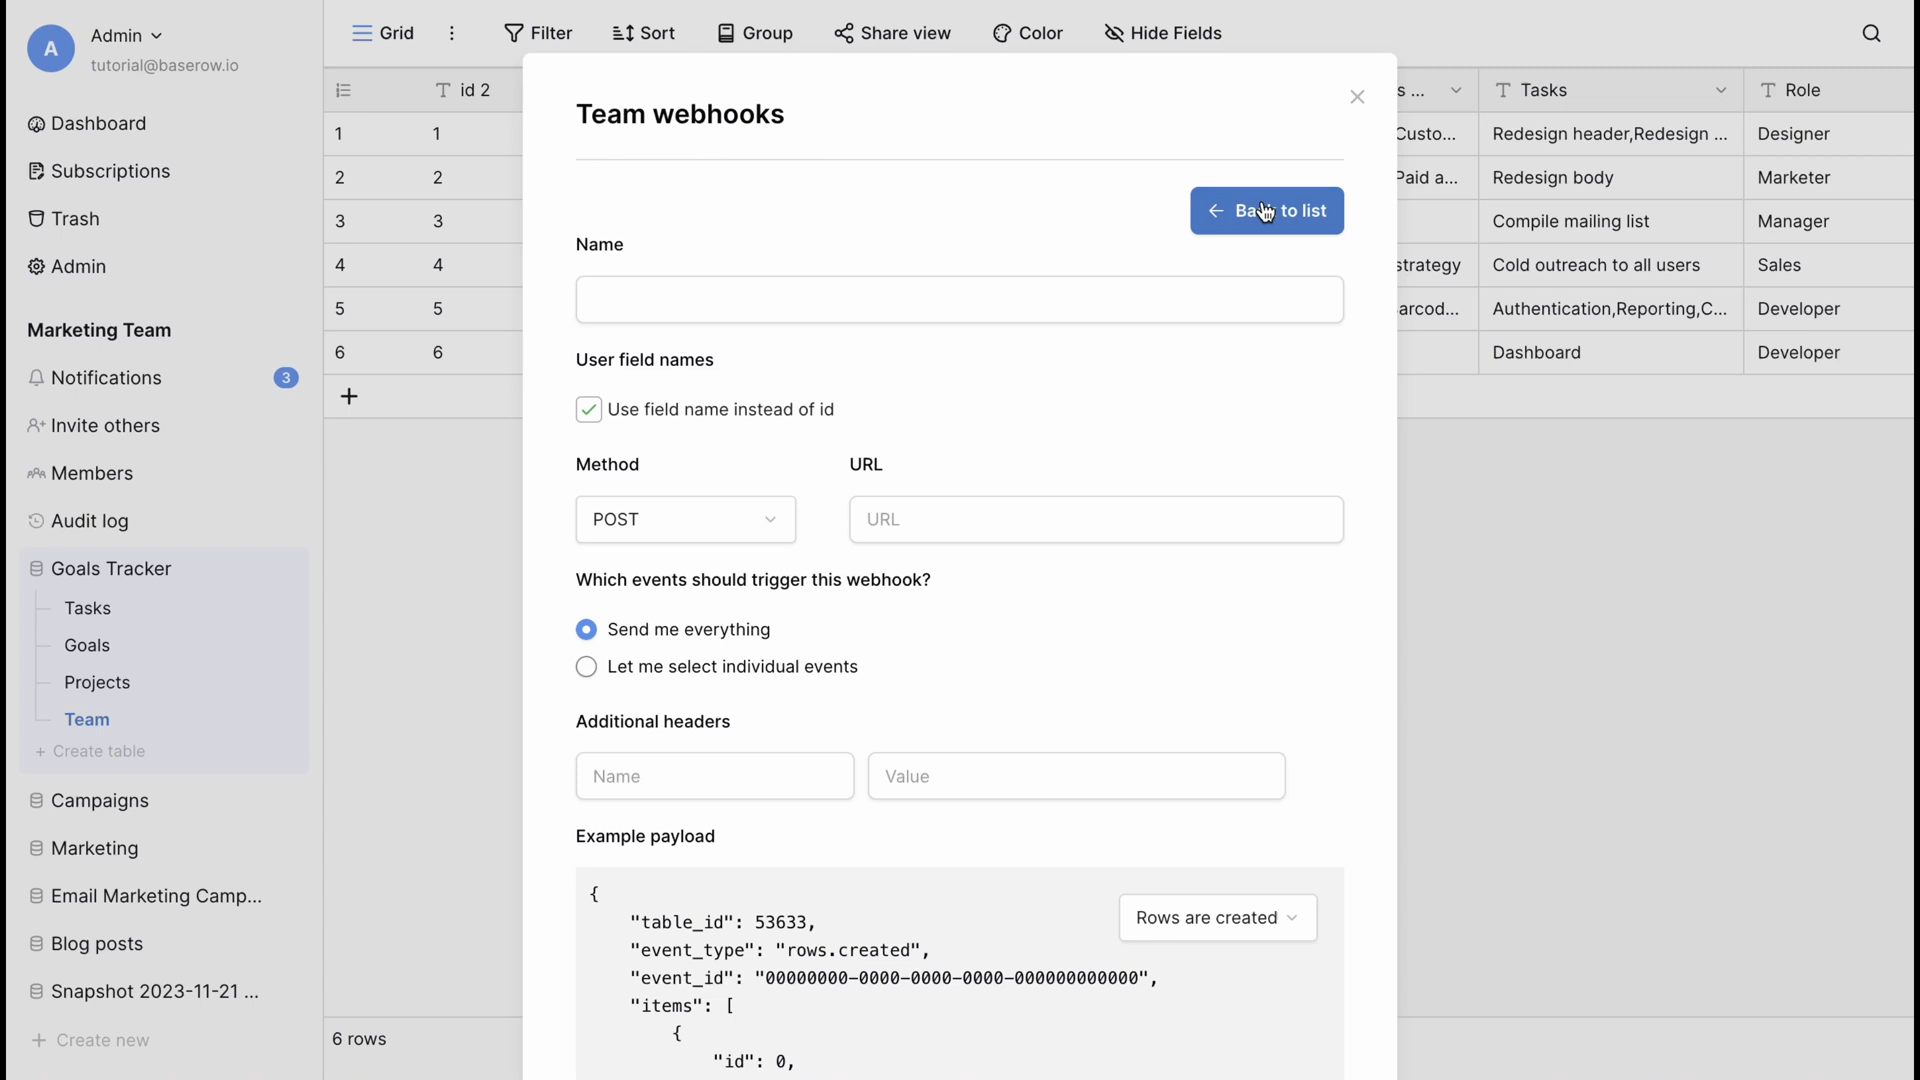 A
Admin
tutorial@baserow.io
Dashboard
Subscriptions
Trash
Admin
Marketing Team
Notifications
3
Invite others
Members
Audit log
Goals Tracker
Tasks
Goals
Projects
Team
+ Create table
Campaigns
Marketing
Email Marketing Camp...
Blog posts
Snapshot 2023-11-21 ...
+ Create new
Grid
Filter
Sort
Group
Share view
Color
Hide Fields
id 2
s ...
Tasks
Role
1 1 Custo... Redesign header,Redesign ... Designer
2 2 Paid a... Redesign body Marketer
3 3 Compile mailing list Manager
4 4 strategy Cold outreach to all users Sales
5 5 arcod... Authentication,Reporting,C... Developer
6 6 Dashboard Developer
+
6 rows
Team webhooks
← Back to list
Name
User field names
Use field name instead of id
Method
URL
POST
URL
Which events should trigger this webhook?
Send me everything
Let me select individual events
Additional headers
Name
Value
Example payload
Rows are created
{
"table_id": 53633,
"event_type": "rows.created",
"event_id": "00000000-0000-0000-0000-000000000000",
"items": [
{
"id": 0,